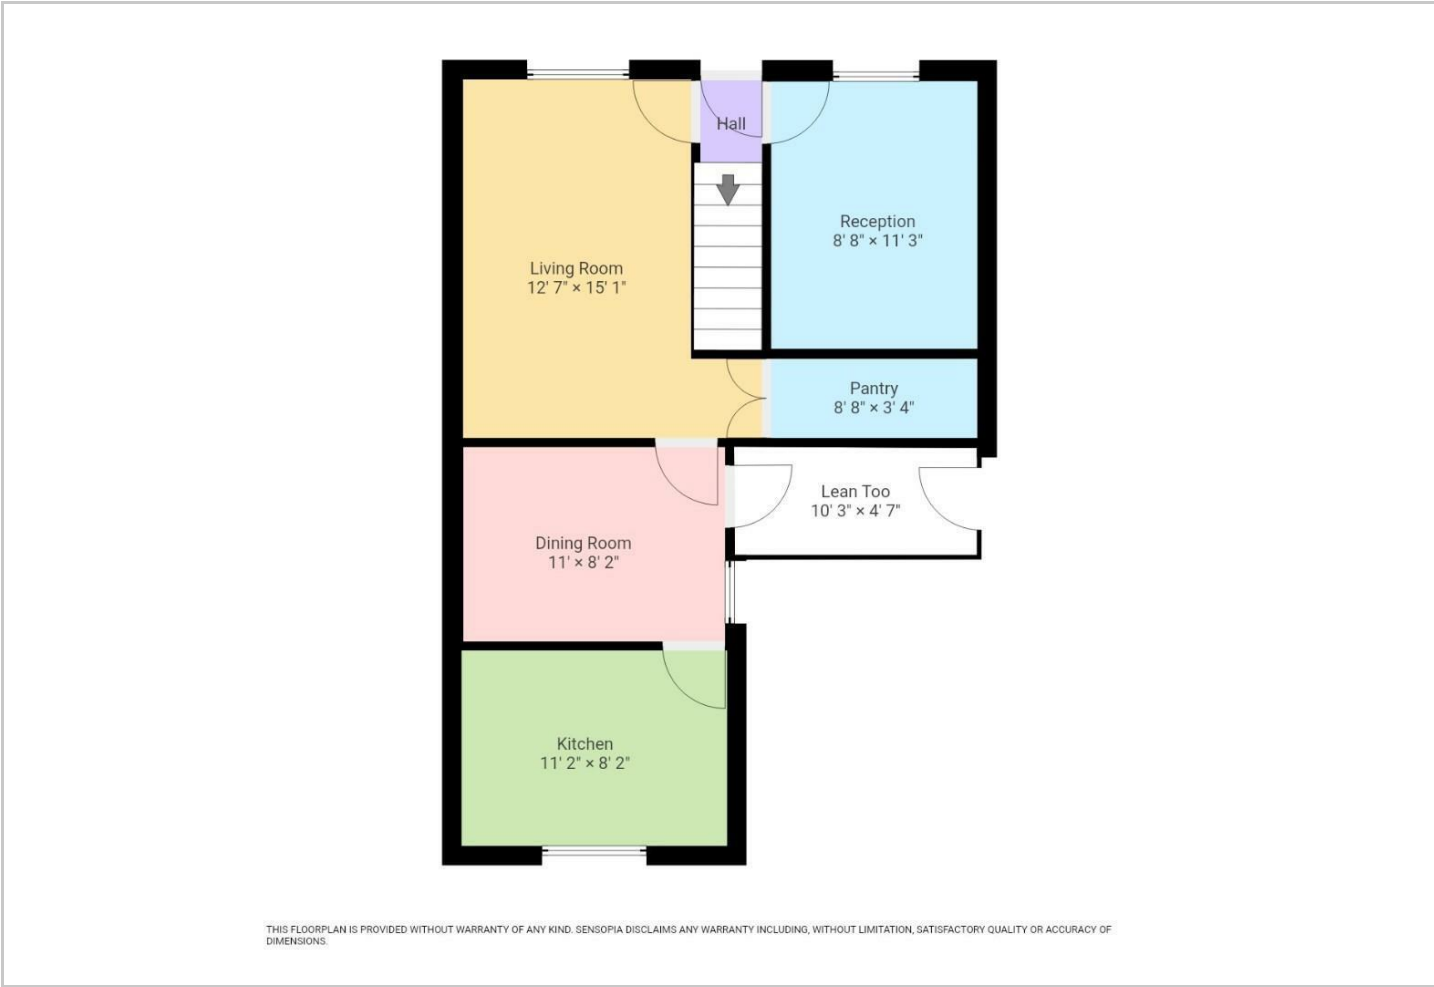 Hall
Reception
8' 8" × 11' 3"
Living Room
12' 7" × 15' 1"
Pantry
8' 8" × 3' 4"
Lean Too
10' 3" × 4' 7"
Dining Room
11' × 8' 2"
Kitchen
11' 2" × 8' 2"
THIS FLOORPLAN IS PROVIDED WITHOUT WARRANTY OF ANY KIND. SENSOPIA DISCLAIMS ANY WARRANTY INCLUDING, WITHOUT LIMITATION, SATISFACTORY QUALITY OR ACCURACY OF
DIMENSIONS.